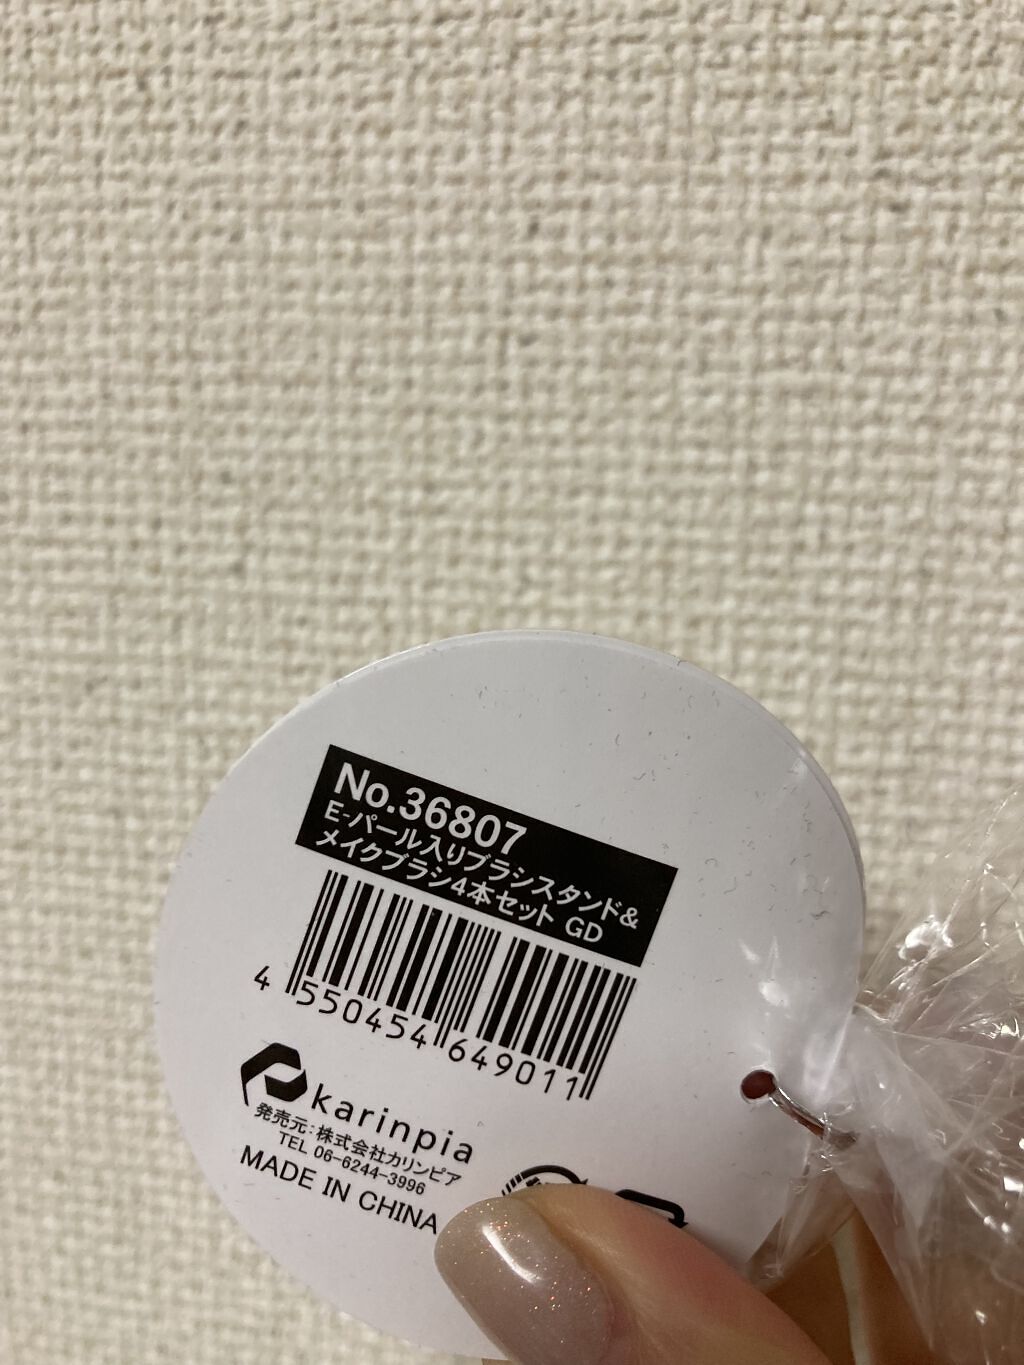 No.36807
E-パール入りブラシスタンド&
メイクブラシ4本セット GD
4 550454 649011
karinpia
発売元:株式会社カリンピア
TEL 06-6244-3996
MADE IN CHINA